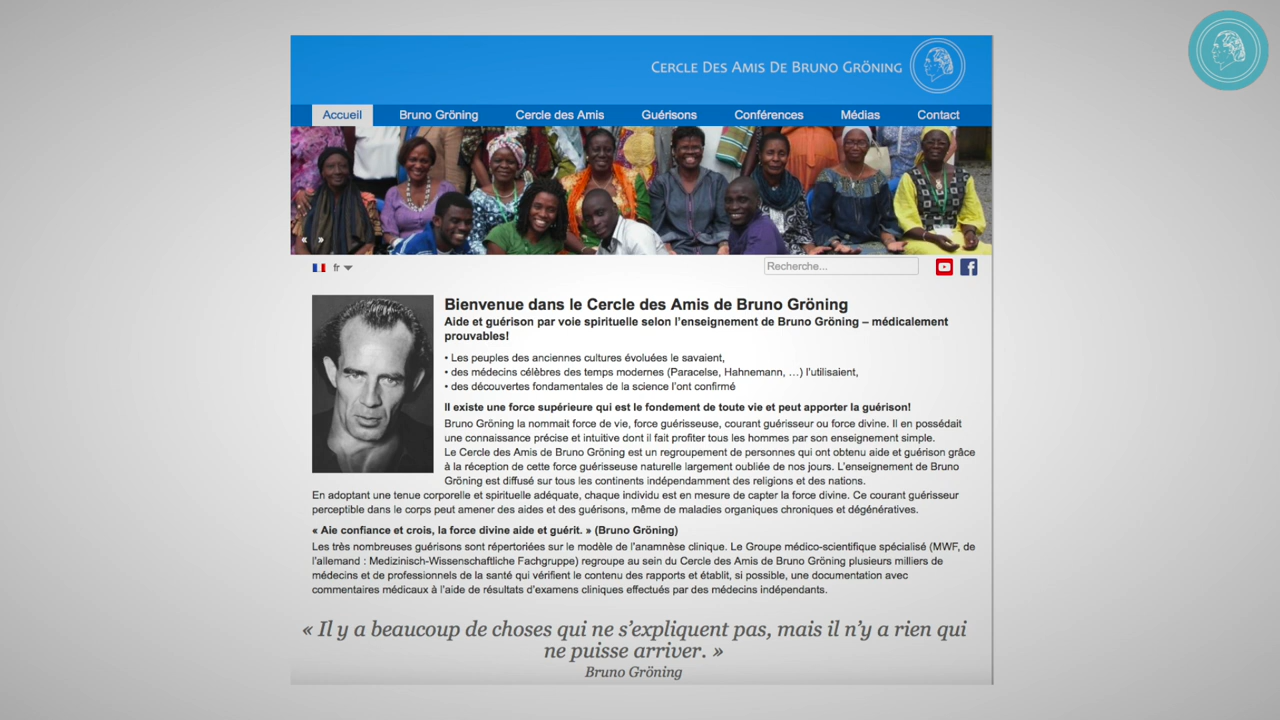 CERCLE DES AMIS DE BRUNO GRÖNING
Accueil Bruno Gröning Cercle des Amis Guérisons Conférences Médias Contact
« »
fr Recherche...
Bienvenue dans le Cercle des Amis de Bruno Gröning
Aide et guérison par voie spirituelle selon l'enseignement de Bruno Gröning – médicalement
prouvables!
• Les peuples des anciennes cultures évoluées le savaient,
• des médecins célèbres des temps modernes (Paracelse, Hahnemann, …) l'utilisaient,
• des découvertes fondamentales de la science l'ont confirmé
Il existe une force supérieure qui est le fondement de toute vie et peut apporter la guérison!
Bruno Gröning la nommait force de vie, force guérisseuse, courant guérisseur ou force divine. Il en possédait
une connaissance précise et intuitive dont il fait profiter tous les hommes par son enseignement simple.
Le Cercle des Amis de Bruno Gröning est un regroupement de personnes qui ont obtenu aide et guérison grâce
à la réception de cette force guérisseuse naturelle largement oubliée de nos jours. L'enseignement de Bruno
Gröning est diffusé sur tous les continents indépendamment des religions et des nations.
En adoptant une tenue corporelle et spirituelle adéquate, chaque individu est en mesure de capter la force divine. Ce courant guérisseur
perceptible dans le corps peut amener des aides et des guérisons, même de maladies organiques chroniques et dégénératives.
« Aie confiance et crois, la force divine aide et guérit. » (Bruno Gröning)
Les très nombreuses guérisons sont répertoriées sur le modèle de l'anamnèse clinique. Le Groupe médico-scientifique spécialisé (MWF, de
l'allemand : Medizinisch-Wissenschaftliche Fachgruppe) regroupe au sein du Cercle des Amis de Bruno Gröning plusieurs milliers de
médecins et de professionnels de la santé qui vérifient le contenu des rapports et établit, si possible, une documentation avec
commentaires médicaux à l'aide de résultats d'examens cliniques effectués par des médecins indépendants.
« Il y a beaucoup de choses qui ne s'expliquent pas, mais il n'y a rien qui
ne puisse arriver. »
Bruno Gröning